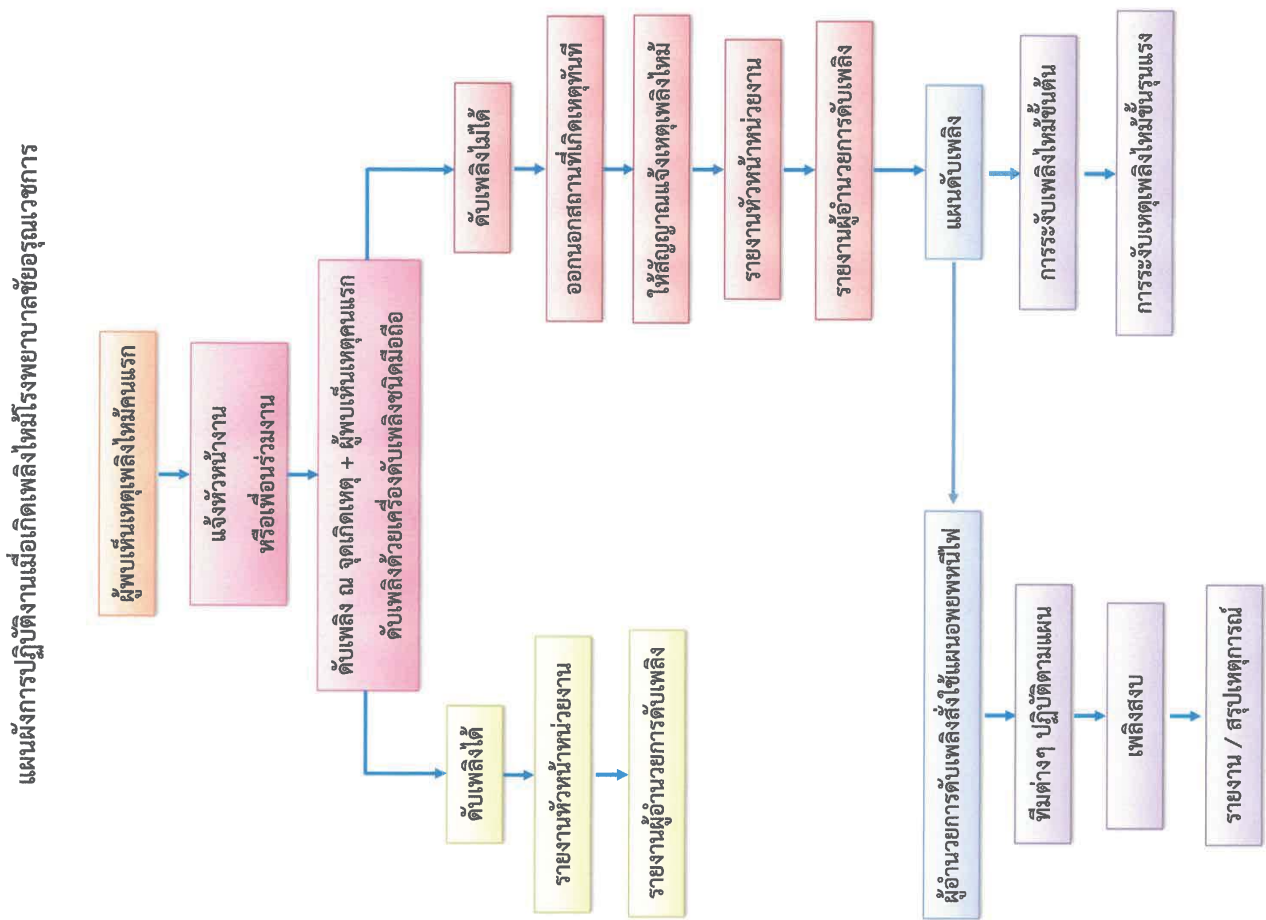 แผนผังการปฏิบัติงานเมื่อเกิดเพลิงไหม้โรงพยาบาลชัยอรุณเวชการ
ผู้พบเห็นเหตุเพลิงไหม้คนแรก
แจ้งหัวหน้างาน
หรือเพื่อนร่วมงาน
ดับเพลิง ณ จุดเกิดเหตุ + ผู้พบเห็นเหตุคนแรก
ดับเพลิงด้วยเครื่องดับเพลิงชนิดมือถือ
ดับเพลิงได้
รายงานหัวหน้าหน่วยงาน
รายงานผู้อำนวยการดับเพลิง
ดับเพลิงไม่ได้
ออกนอกสถานที่เกิดเหตุทันที
ให้สัญญาณแจ้งเหตุเพลิงไหม้
รายงานหัวหน้าหน่วยงาน
รายงานผู้อำนวยการดับเพลิง
แผนดับเพลิง
การระงับเพลิงไหม้ขั้นต้น
การระงับเหตุเพลิงไหม้ขั้นรุนแรง
ผู้อำนวยการดับเพลิงสั่งใช้แผนอพยพหนีไฟ
ทีมต่างๆ ปฏิบัติตามแผน
เพลิงสงบ
รายงาน / สรุปเหตุการณ์